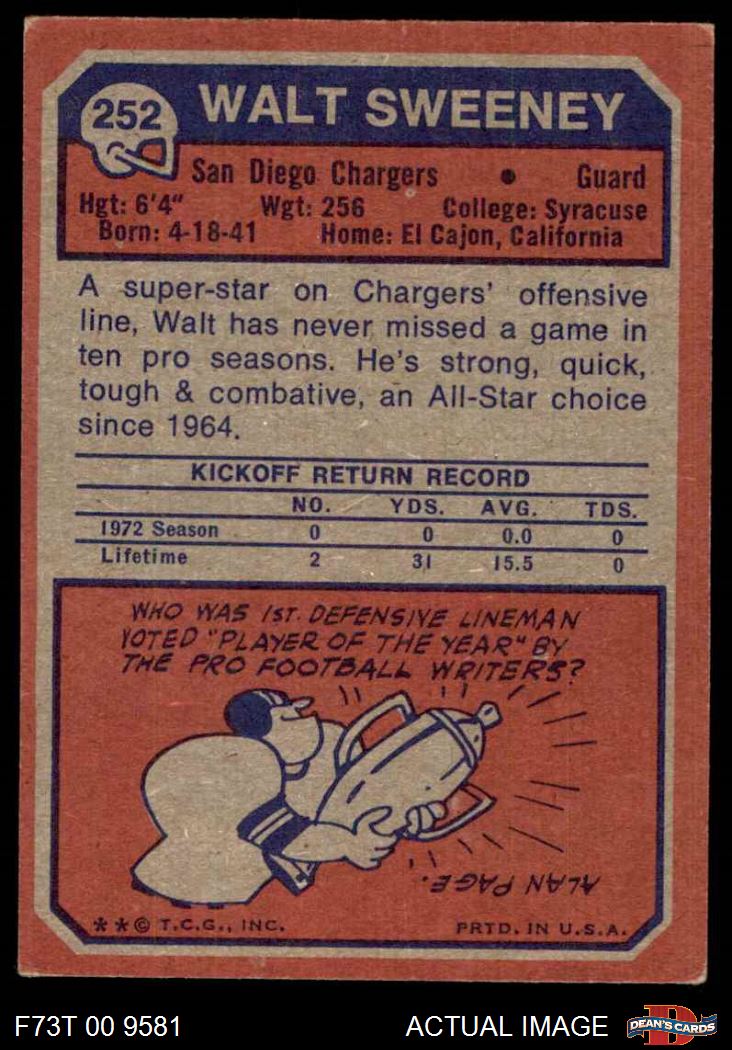 252
WALT SWEENEY
San Diego Chargers • Guard
Hgt: 6'4" Wgt: 256 College: Syracuse
Born: 4-18-41 Home: El Cajon, California
A super-star on Chargers' offensive
line, Walt has never missed a game in
ten pro seasons. He's strong, quick,
tough & combative, an All-Star choice
since 1964.
KICKOFF RETURN RECORD
NO. YDS. AVG. TDS.
1972 Season 0 0 0.0 0
Lifetime 2 31 15.5 0
WHO WAS 1ST. DEFENSIVE LINEMAN
VOTED "PLAYER OF THE YEAR" BY
THE PRO FOOTBALL WRITERS?
ALAN PAGE.
**© T.C.G., INC. PRTD. IN U.S.A.
F73T 00 9581 ACTUAL IMAGE
D
DEAN'S CARDS